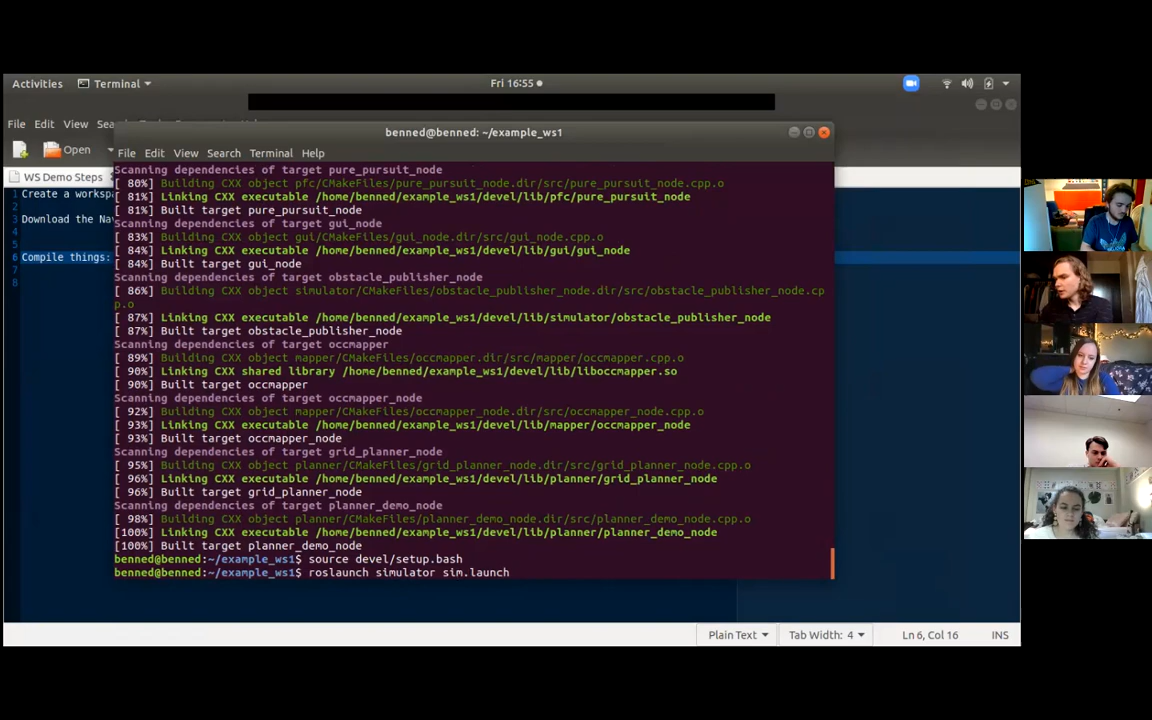 Activities Terminal Fri 16:55
File Edit View
benned@benned: ~/example_ws1
Open
File Edit View Search Terminal Help
WS Demo Steps
1 Create a workspa
2
3 Download the Na
4
5
6 Compile things:
7
8
Scanning dependencies of target pure_pursuit_node
[ 80%] Building CXX object pfc/CMakeFiles/pure_pursuit_node.dir/src/pure_pursuit_node.cpp.o
[ 81%] Linking CXX executable /home/benned/example_ws1/devel/lib/pfc/pure_pursuit_node
[ 81%] Built target pure_pursuit_node
Scanning dependencies of target gui_node
[ 83%] Building CXX object gui/CMakeFiles/gui_node.dir/src/gui_node.cpp.o
[ 84%] Linking CXX executable /home/benned/example_ws1/devel/lib/gui/gui_node
[ 84%] Built target gui_node
Scanning dependencies of target obstacle_publisher_node
[ 86%] Building CXX object simulator/CMakeFiles/obstacle_publisher_node.dir/src/obstacle_publisher_node.cp
p.o
[ 87%] Linking CXX executable /home/benned/example_ws1/devel/lib/simulator/obstacle_publisher_node
[ 87%] Built target obstacle_publisher_node
Scanning dependencies of target occmapper
[ 89%] Building CXX object mapper/CMakeFiles/occmapper.dir/src/mapper/occmapper.cpp.o
[ 90%] Linking CXX shared library /home/benned/example_ws1/devel/lib/liboccmapper.so
[ 90%] Built target occmapper
Scanning dependencies of target occmapper_node
[ 92%] Building CXX object mapper/CMakeFiles/occmapper_node.dir/src/occmapper_node.cpp.o
[ 93%] Linking CXX executable /home/benned/example_ws1/devel/lib/mapper/occmapper_node
[ 93%] Built target occmapper_node
Scanning dependencies of target grid_planner_node
[ 95%] Building CXX object planner/CMakeFiles/grid_planner_node.dir/src/grid_planner_node.cpp.o
[ 96%] Linking CXX executable /home/benned/example_ws1/devel/lib/planner/grid_planner_node
[ 96%] Built target grid_planner_node
Scanning dependencies of target planner_demo_node
[ 98%] Building CXX object planner/CMakeFiles/planner_demo_node.dir/src/planner_demo_node.cpp.o
[100%] Linking CXX executable /home/benned/example_ws1/devel/lib/planner/planner_demo_node
[100%] Built target planner_demo_node
benned@benned:~/example_ws1$ source devel/setup.bash
benned@benned:~/example_ws1$ roslaunch simulator sim.launch
Plain Text Tab Width: 4 Ln 6, Col 16 INS